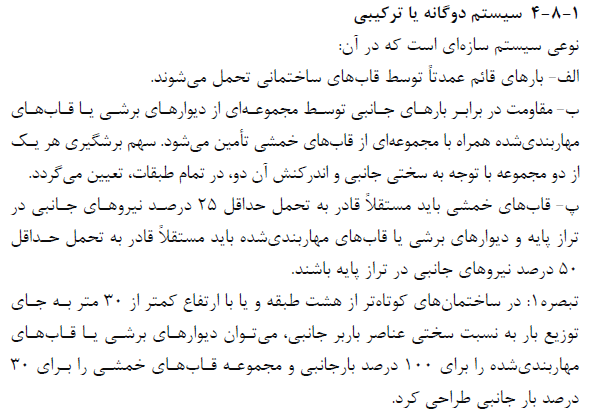 ۱-۸-۴ سیستم دوگانه یا ترکیبی
نوعی سیستم سازه‌ای است که در آن:
الف- بارهای قائم عمدتاً توسط قاب‌های ساختمانی تحمل می‌شوند.
ب- مقاومت در برابر بارهای جانبی توسط مجموعه‌ای از دیوارهای برشی یا قاب‌های
مهاربندی‌شده همراه با مجموعه‌ای از قاب‌های خمشی تأمین می‌شود. سهم برشگیری هر یک
از دو مجموعه با توجه به سختی جانبی و اندرکنش آن دو، در تمام طبقات، تعیین می‌گردد.
پ- قاب‌های خمشی باید مستقلاً قادر به تحمل حداقل ۲۵ درصد نیروهای جانبی در
تراز پایه و دیوارهای برشی یا قاب‌های مهاربندی‌شده باید مستقلاً قادر به تحمل حداقل
۵۰ درصد نیروهای جانبی در تراز پایه باشند.
تبصره۱: در ساختمان‌های کوتاه‌تر از هشت طبقه و یا با ارتفاع کمتر از ۳۰ متر به جای
توزیع بار به نسبت سختی عناصر باربر جانبی، می‌توان دیوارهای برشی یا قاب‌های
مهاربندی‌شده را برای ۱۰۰ درصد بارجانبی و مجموعه قاب‌های خمشی را برای ۳۰
درصد بار جانبی طراحی کرد.